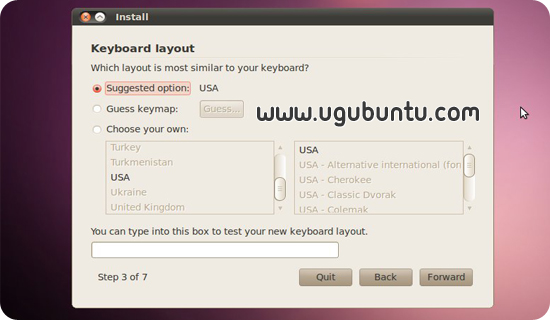 Install
Keyboard layout
Which layout is most similar to your keyboard?
Suggested option: USA
Guess keymap: Guess...
www.ugubuntu.com
Choose your own:
Turkey
Turkmenistan
USA
Ukraine
United Kingdom
USA
USA - Alternative international (fon
USA - Cherokee
USA - Classic Dvorak
USA - Colemak
You can type into this box to test your new keyboard layout.
Step 3 of 7
Quit
Back
Forward